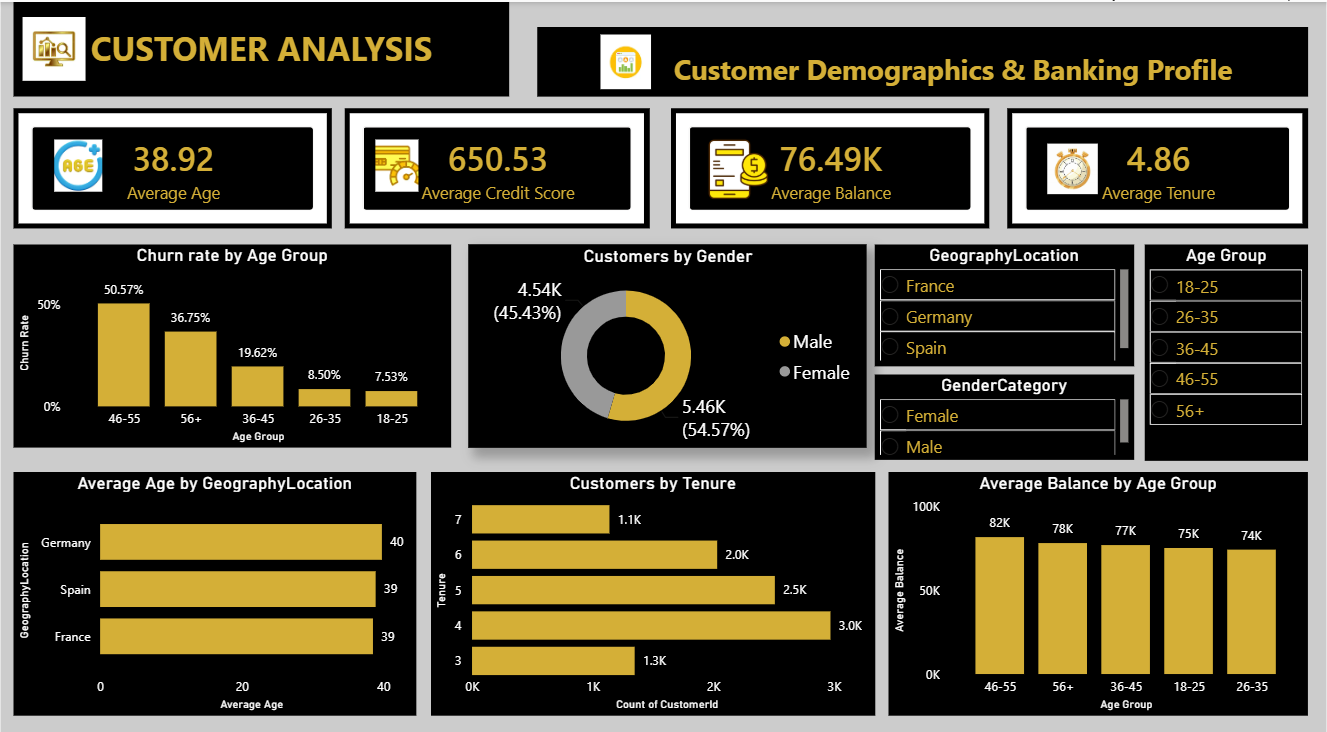 CUSTOMER ANALYSIS
Customer Demographics & Banking Profile
AGE
38.92
Average Age
650.53
Average Credit Score
$
76.49K
Average Balance
4.86
Average Tenure
Churn rate by Age Group
Churn Rate
50%
0%
50.57%
36.75%
19.62%
8.50%
7.53%
46-55
56+
36-45
26-35
18-25
Age Group
Customers by Gender
4.54K
(45.43%)
5.46K
(54.57%)
Male
Female
GeographyLocation
France
Germany
Spain
GenderCategory
Female
Male
Age Group
18-25
26-35
36-45
46-55
56+
Average Age by GeographyLocation
GeographyLocation
Germany
40
Spain
39
France
39
0
20
40
Average Age
Customers by Tenure
Tenure
7
1.1K
6
2.0K
5
2.5K
4
3.0K
3
1.3K
0K
1K
2K
3K
Count of CustomerId
Average Balance by Age Group
Average Balance
100K
50K
0K
82K
78K
77K
75K
74K
46-55
56+
36-45
18-25
26-35
Age Group